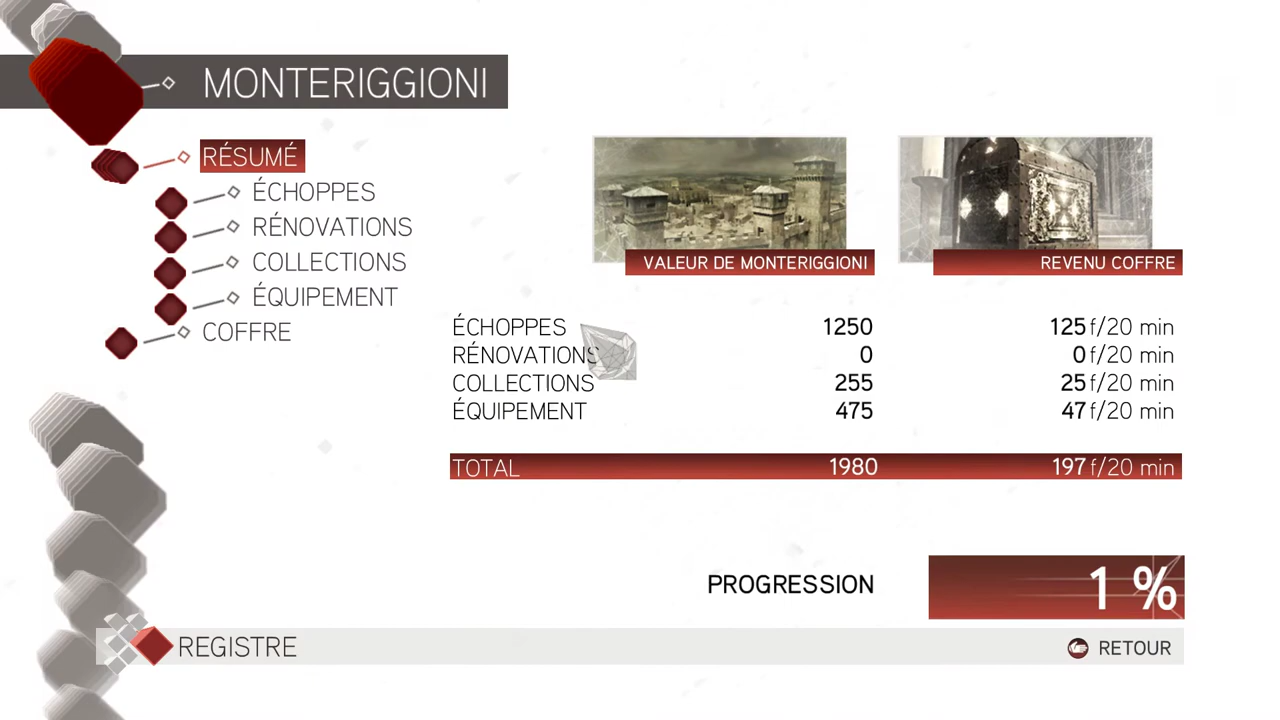 MONTERIGGIONI
RÉSUMÉ
ÉCHOPPES
RÉNOVATIONS
COLLECTIONS
ÉQUIPEMENT
COFFRE
VALEUR DE MONTERIGGIONI
REVENU COFFRE
ÉCHOPPES 1250 125 f/20 min
RÉNOVATIONS 0 0 f/20 min
COLLECTIONS 255 25 f/20 min
ÉQUIPEMENT 475 47 f/20 min
TOTAL 1980 197 f/20 min
PROGRESSION 1 %
REGISTRE
RETOUR